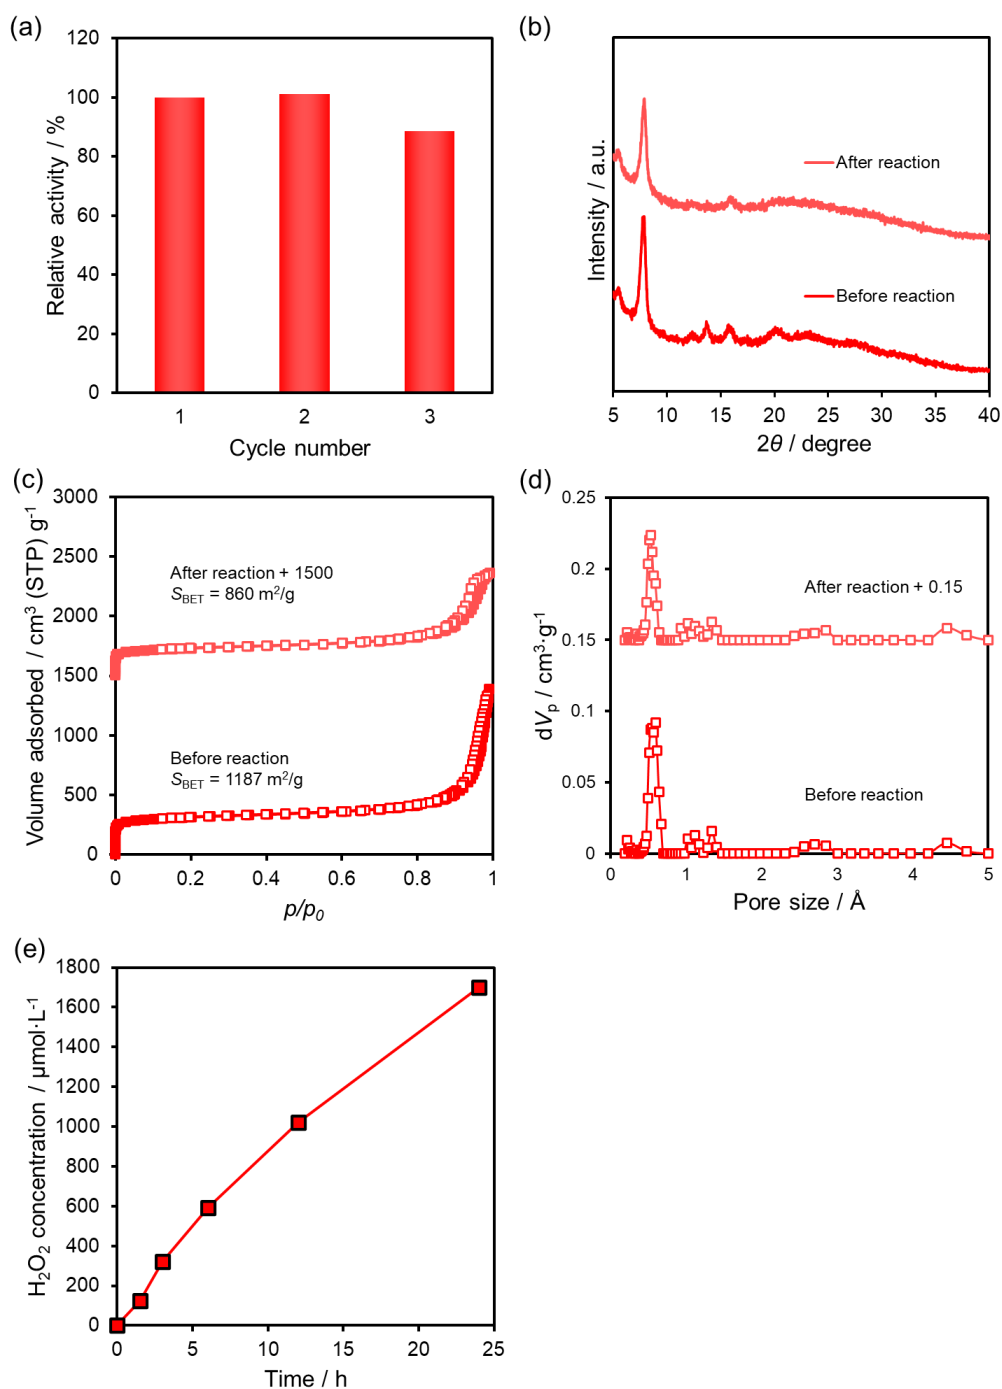 (a)
120
100
80
60
40
20
0
Relative activity / %
1 2 3
Cycle number
(b)
Intensity / a.u.
After reaction
Before reaction
5 10 15 20 25 30 35 40
2θ / degree
(c)
3000
2500
2000
1500
1000
500
0
Volume adsorbed / cm³ (STP) g⁻¹
After reaction + 1500
S_BET = 860 m²/g
Before reaction
S_BET = 1187 m²/g
0 0.2 0.4 0.6 0.8 1
p/p₀
(d)
0.25
0.2
0.15
0.1
0.05
0
dVₚ / cm³·g⁻¹
After reaction + 0.15
Before reaction
0 1 2 3 4 5
Pore size / Å
(e)
1800
1600
1400
1200
1000
800
600
400
200
0
H₂O₂ concentration / μmol·L⁻¹
0 5 10 15 20 25
Time / h